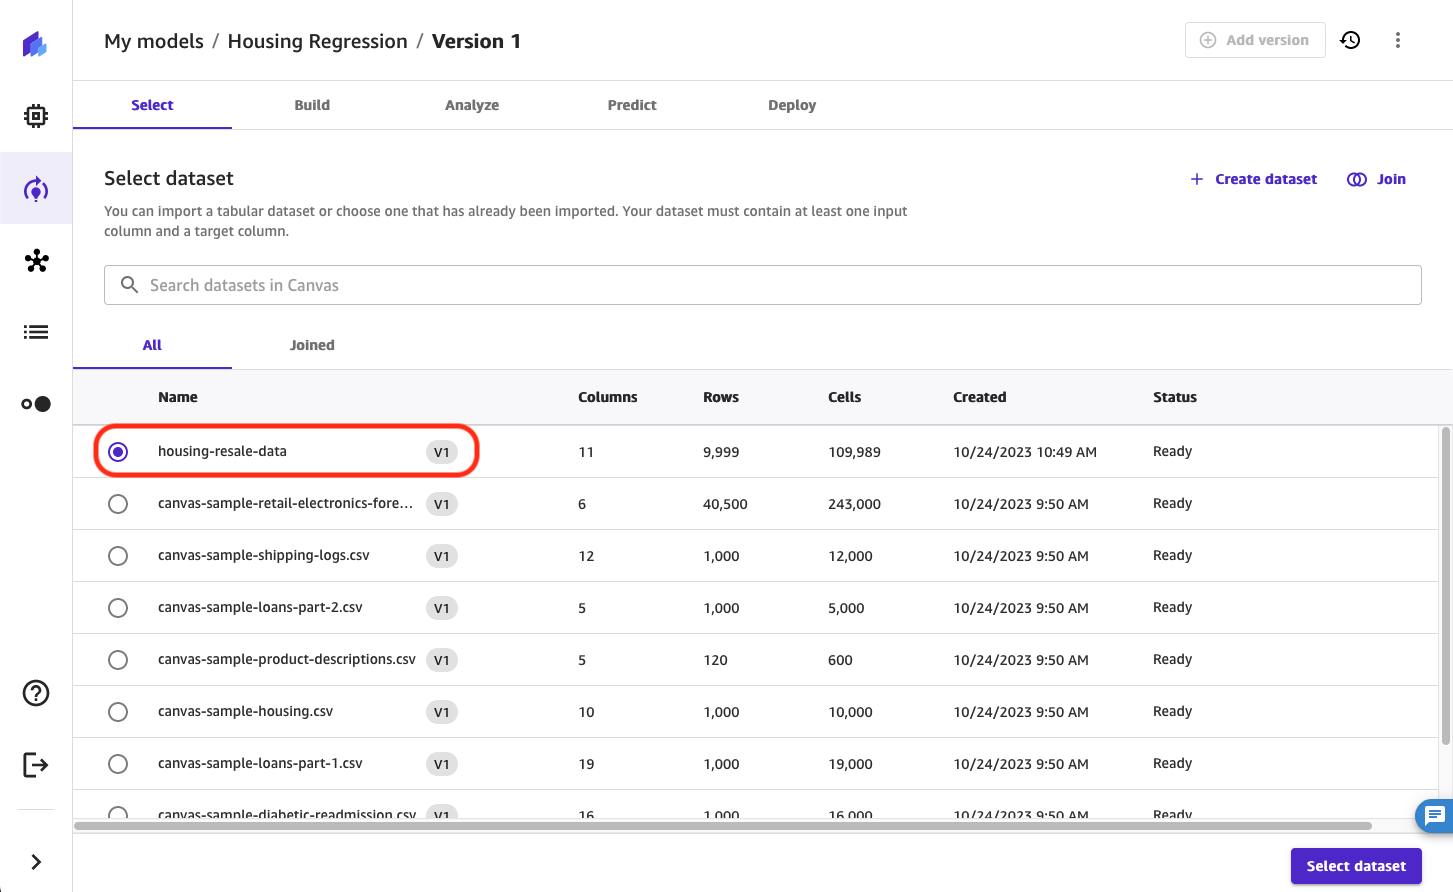 My models / Housing Regression / Version 1
Add version
Select Build Analyze Predict Deploy
Select dataset
Create dataset Join
You can import a tabular dataset or choose one that has already been imported. Your dataset must contain at least one input
column and a target column.
Search datasets in Canvas
All Joined
Name Columns Rows Cells Created Status
housing-resale-data V1 11 9,999 109,989 10/24/2023 10:49 AM Ready
canvas-sample-retail-electronics-fore... V1 6 40,500 243,000 10/24/2023 9:50 AM Ready
canvas-sample-shipping-logs.csv V1 12 1,000 12,000 10/24/2023 9:50 AM Ready
canvas-sample-loans-part-2.csv V1 5 1,000 5,000 10/24/2023 9:50 AM Ready
canvas-sample-product-descriptions.csv V1 5 120 600 10/24/2023 9:50 AM Ready
canvas-sample-housing.csv V1 10 1,000 10,000 10/24/2023 9:50 AM Ready
canvas-sample-loans-part-1.csv V1 19 1,000 19,000 10/24/2023 9:50 AM Ready
canvas-sample-diabetic-readmission.csv V1 16 1,000 16,000 10/24/2023 9:50 AM Ready
Select dataset